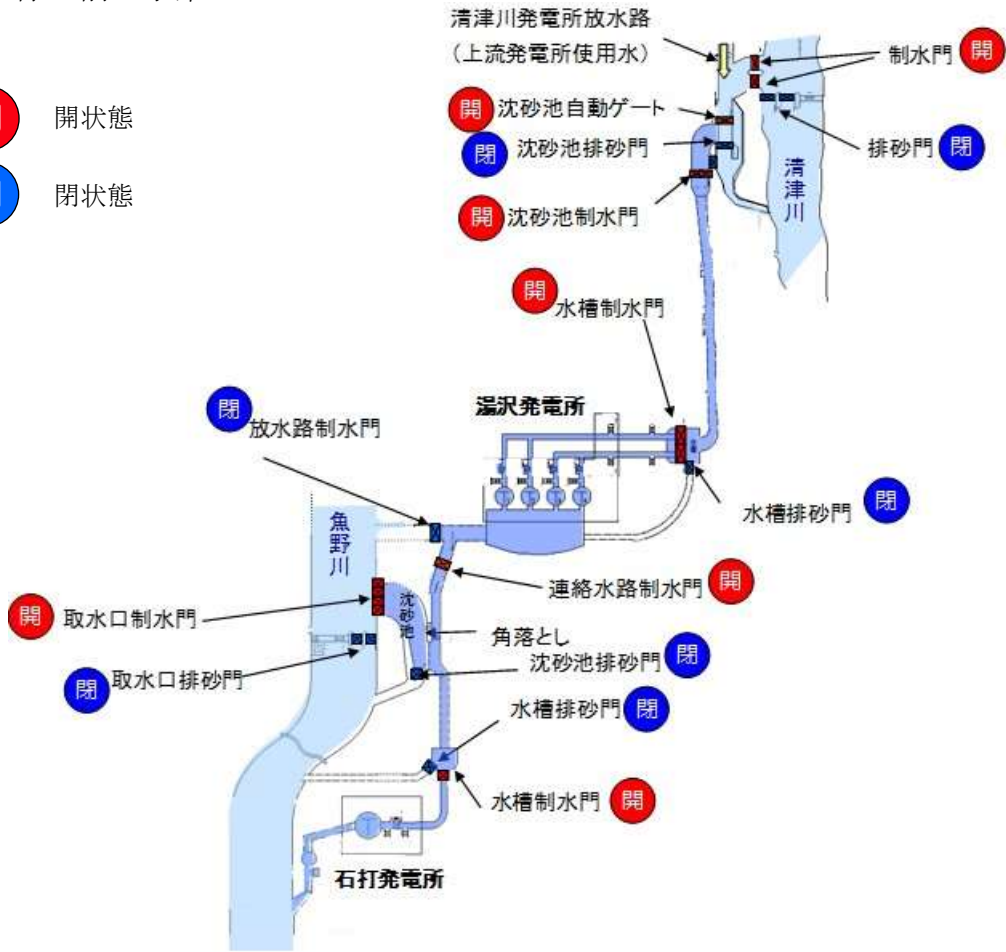 清津川発電所放水路
(上流発電所使用水)
制水門 開
開状態
開 沈砂池自動ゲート
閉 沈砂池排砂門
排砂門 閉
閉状態
清津川
開 沈砂池制水門
開 水槽制水門
湯沢発電所
閉 放水路制水門
水槽排砂門 閉
魚野川
連絡水路制水門 開
開 取水口制水門
沈砂池
角落とし
沈砂池排砂門 閉
閉 取水口排砂門
水槽排砂門 閉
水槽制水門 開
石打発電所